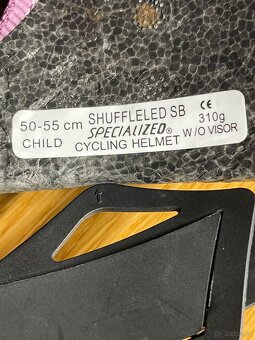 50-55 cm SHUFFLELED SB CE 310g
CHILD SPECIALIZED® W/O VISOR
CYCLING HELMET